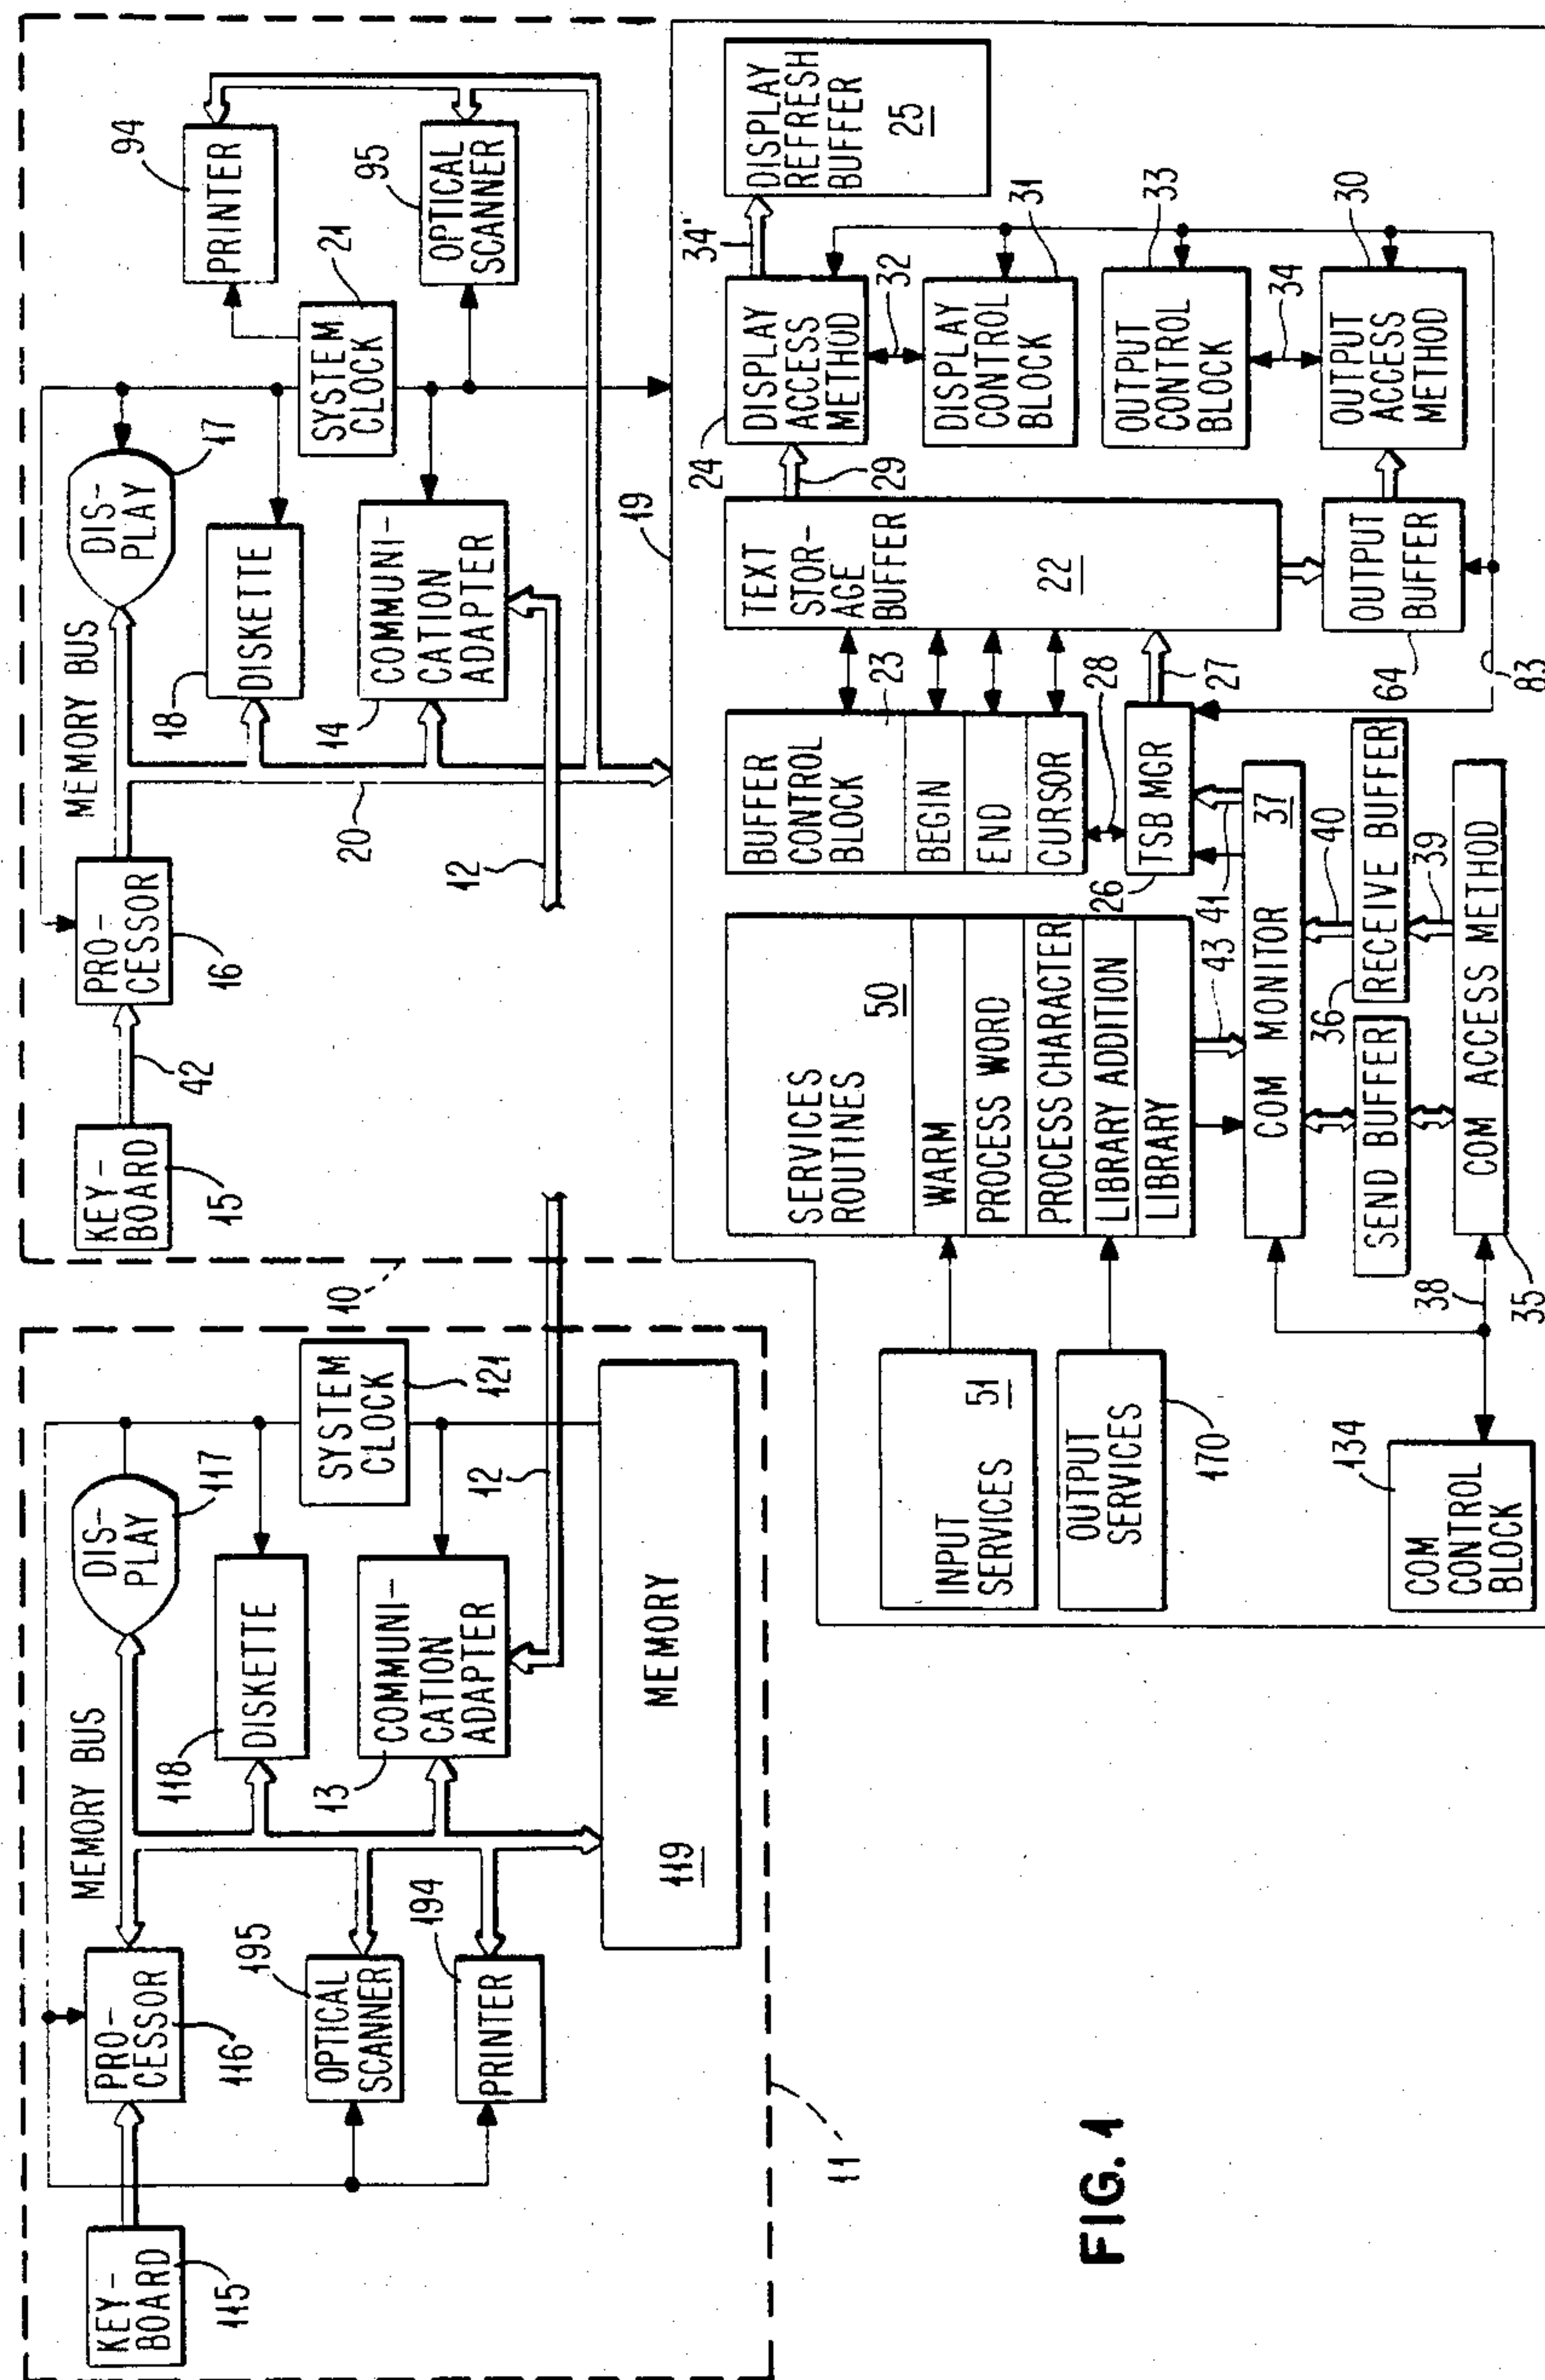 KEY-
BOARD
115
PRO-
CESSOR
116
MEMORY BUS
DIS-
PLAY
117
OPTICAL
SCANNER
195
PRINTER
194
DISKETTE
118
COMMUNI-
CATION
ADAPTER
13
SYSTEM
CLOCK
121
12
MEMORY
119
11
10
KEY-
BOARD
15
42
PRO-
CESSOR
16
MEMORY BUS
20
DIS-
PLAY
17
DISKETTE
18
COMMUNI-
CATION
ADAPTER
14
12
SYSTEM
CLOCK
21
PRINTER
94
OPTICAL
SCANNER
95
19
INPUT
SERVICES
51
OUTPUT
SERVICES
170
COM
CONTROL
BLOCK
134
SERVICES
ROUTINES
50
WARM
PROCESS WORD
PROCESS CHARACTER
LIBRARY ADDITION
LIBRARY
43
COM MONITOR
37
41
40
SEND BUFFER
RECEIVE BUFFER
36
39
COM ACCESS METHOD
38
35
BUFFER
CONTROL
BLOCK
23
BEGIN
END
CURSOR
28
TSB MGR
26
27
TEXT
STOR-
AGE
BUFFER
22
29
OUTPUT
BUFFER
64
83
DISPLAY
ACCESS
METHOD
24
34'
DISPLAY
REFRESH
BUFFER
25
32
DISPLAY
CONTROL
BLOCK
31
OUTPUT
CONTROL
BLOCK
33
34
OUTPUT
ACCESS
METHOD
30
FIG. 1